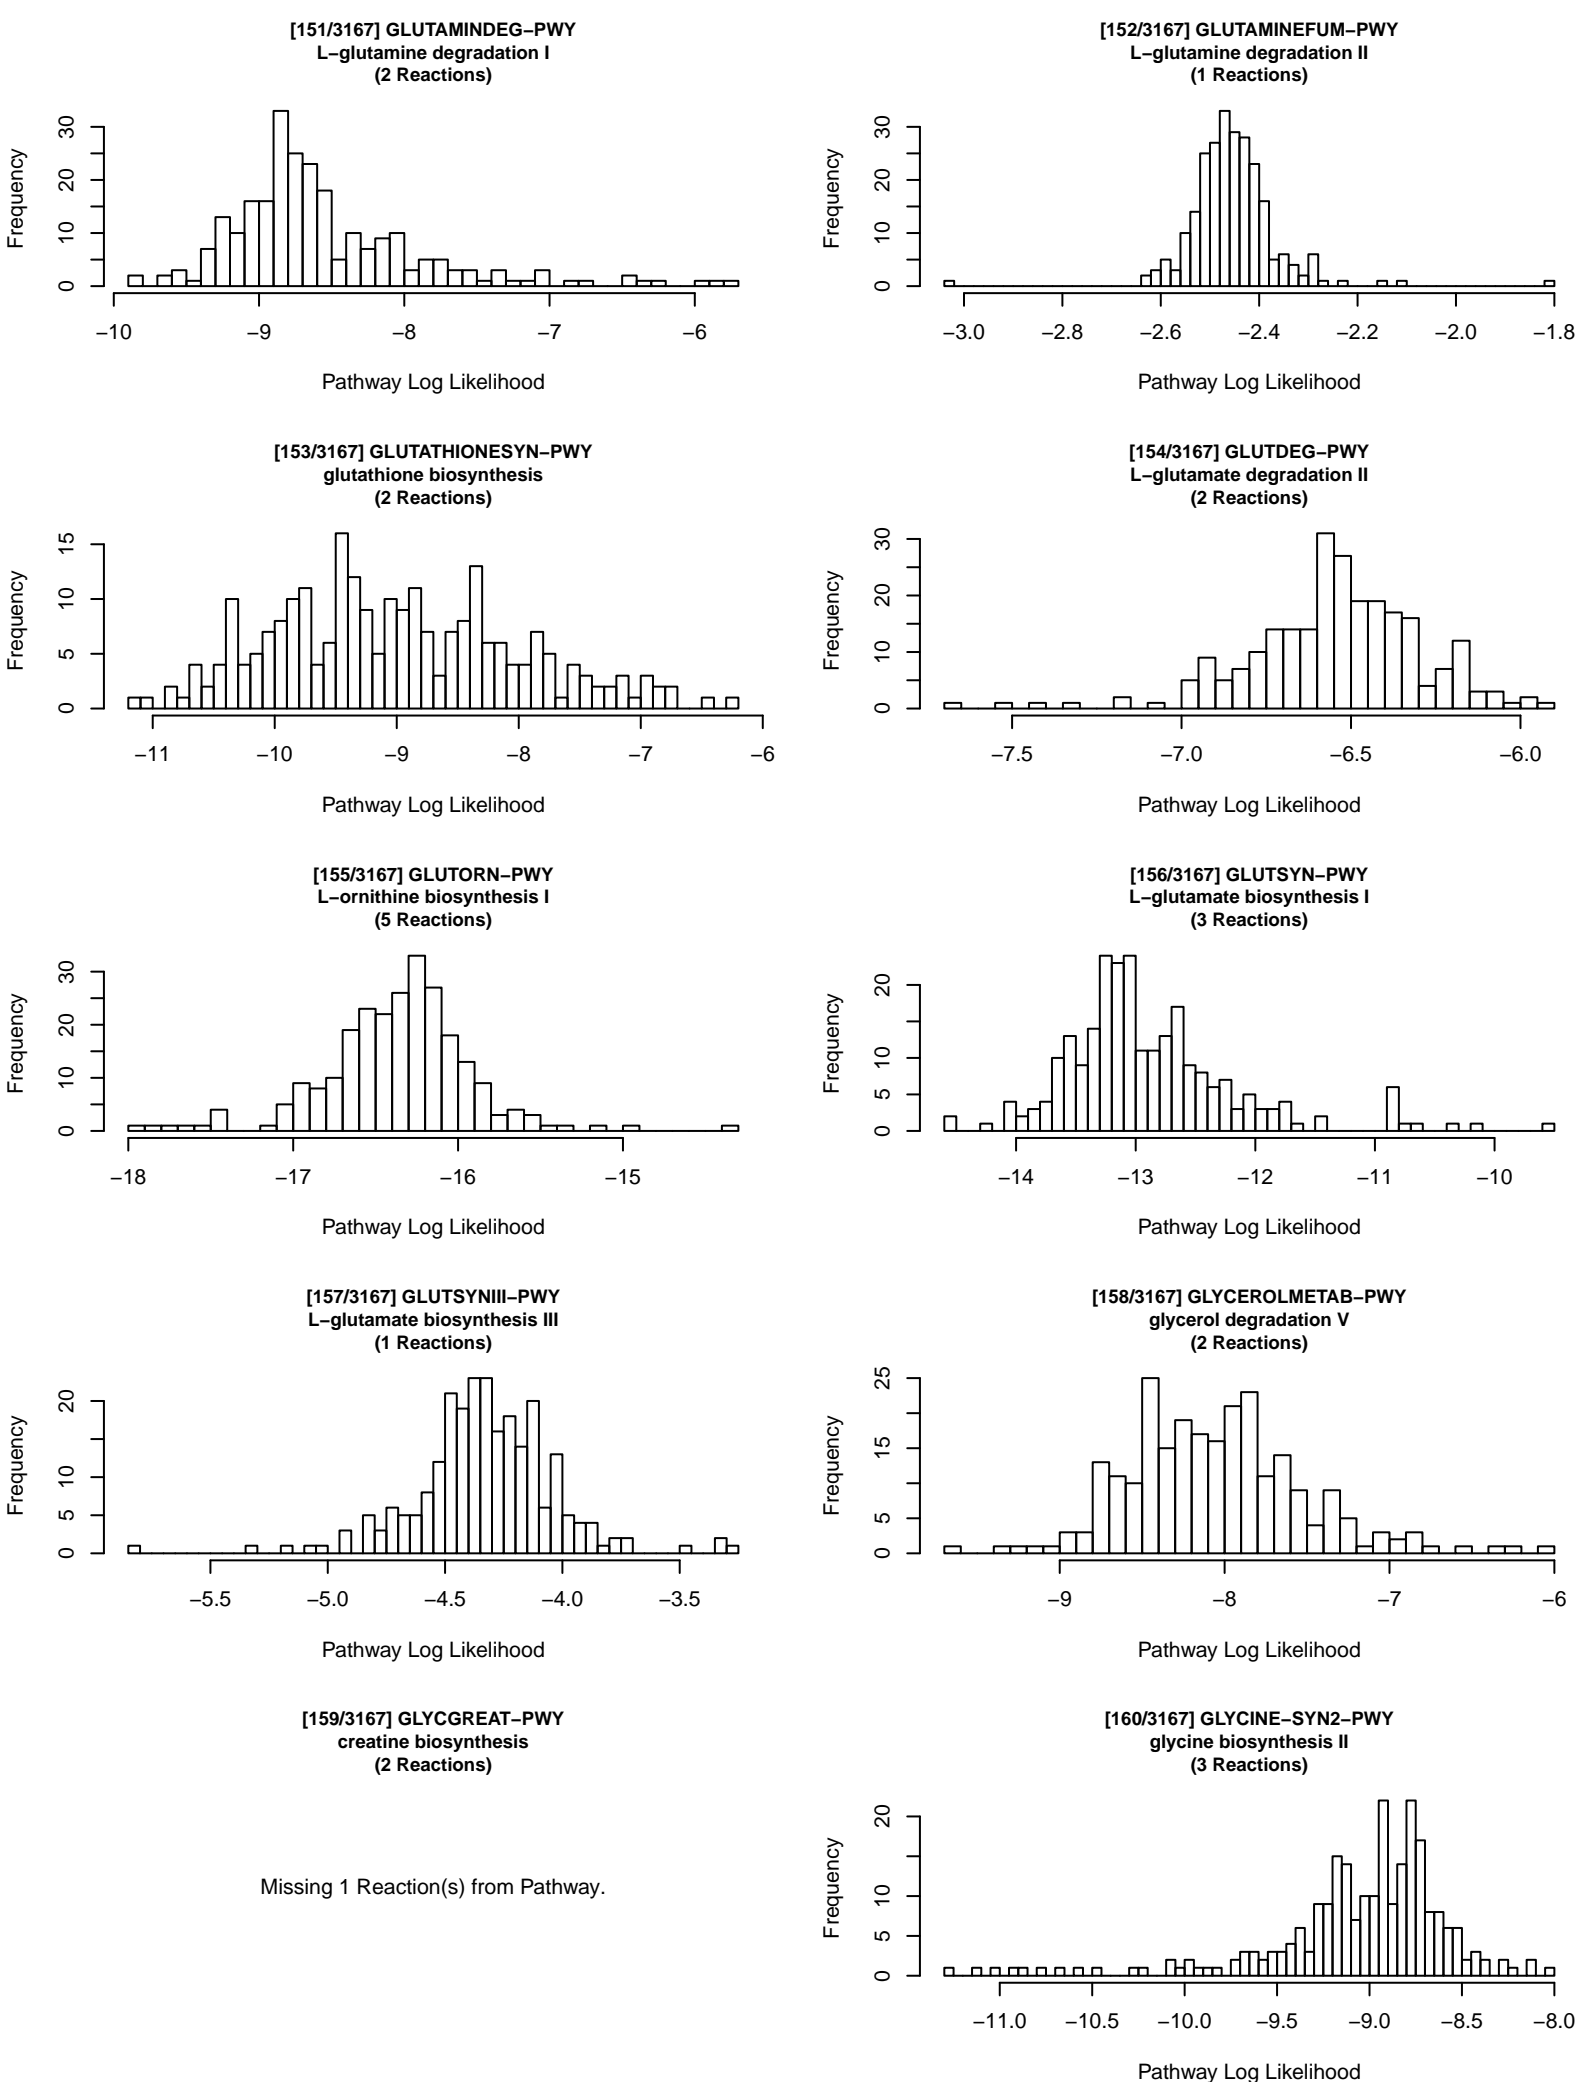 [151/3167] GLUTAMINDEG−PWY
L−glutamine degradation I
(2 Reactions)
Frequency
0 10 20 30
−10 −9 −8 −7 −6
Pathway Log Likelihood
[152/3167] GLUTAMINEFUM−PWY
L−glutamine degradation II
(1 Reactions)
Frequency
0 10 20 30
−3.0 −2.8 −2.6 −2.4 −2.2 −2.0 −1.8
Pathway Log Likelihood
[153/3167] GLUTATHIONESYN−PWY
glutathione biosynthesis
(2 Reactions)
Frequency
0 5 10 15
−11 −10 −9 −8 −7 −6
Pathway Log Likelihood
[154/3167] GLUTDEG−PWY
L−glutamate degradation II
(2 Reactions)
Frequency
0 10 20 30
−7.5 −7.0 −6.5 −6.0
Pathway Log Likelihood
[155/3167] GLUTORN−PWY
L−ornithine biosynthesis I
(5 Reactions)
Frequency
0 10 20 30
−18 −17 −16 −15
Pathway Log Likelihood
[156/3167] GLUTSYN−PWY
L−glutamate biosynthesis I
(3 Reactions)
Frequency
0 5 10 20
−14 −13 −12 −11 −10
Pathway Log Likelihood
[157/3167] GLUTSYNIII−PWY
L−glutamate biosynthesis III
(1 Reactions)
Frequency
0 5 10 20
−5.5 −5.0 −4.5 −4.0 −3.5
Pathway Log Likelihood
[158/3167] GLYCEROLMETAB−PWY
glycerol degradation V
(2 Reactions)
Frequency
0 5 15 25
−9 −8 −7 −6
Pathway Log Likelihood
[159/3167] GLYCGREAT−PWY
creatine biosynthesis
(2 Reactions)
Missing 1 Reaction(s) from Pathway.
[160/3167] GLYCINE−SYN2−PWY
glycine biosynthesis II
(3 Reactions)
Frequency
0 5 10 20
−11.0 −10.5 −10.0 −9.5 −9.0 −8.5 −8.0
Pathway Log Likelihood